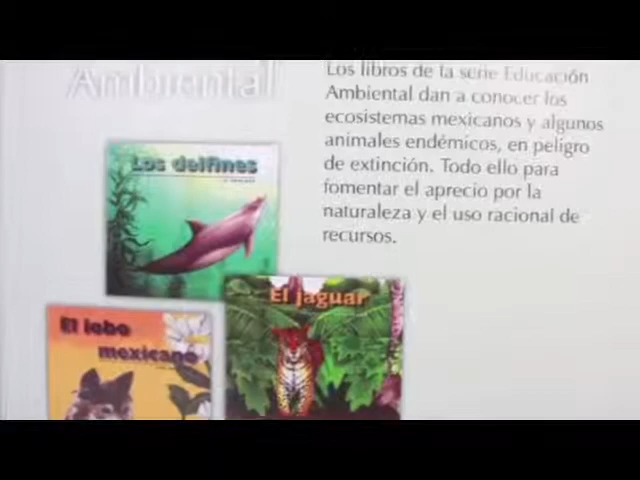 Ambiental
Los libros de la serie Educación
Ambiental dan a conocer los
ecosistemas mexicanos y algunos
animales endémicos, en peligro
de extinción. Todo ello para
fomentar el aprecio por la
naturaleza y el uso racional de
recursos.
Los delfines
El jaguar
El lobo
mexicano